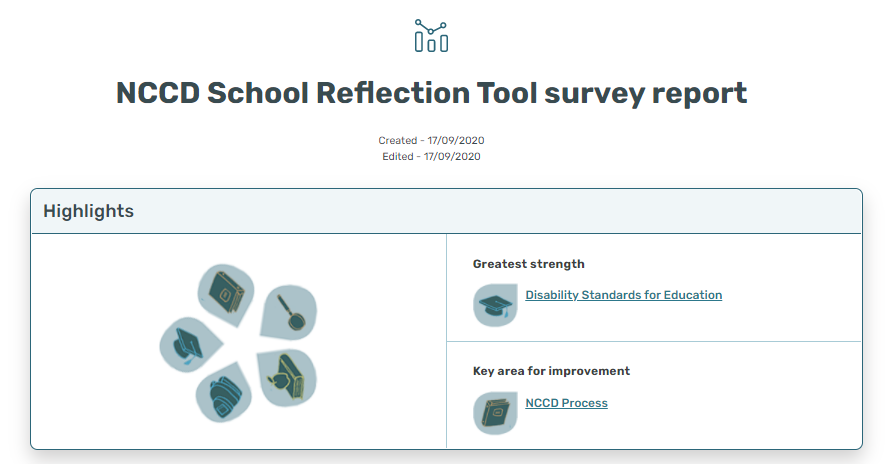 NCCD School Reflection Tool survey report
Created - 17/09/2020
Edited - 17/09/2020
Highlights
Greatest strength
Disability Standards for Education
Key area for improvement
NCCD Process